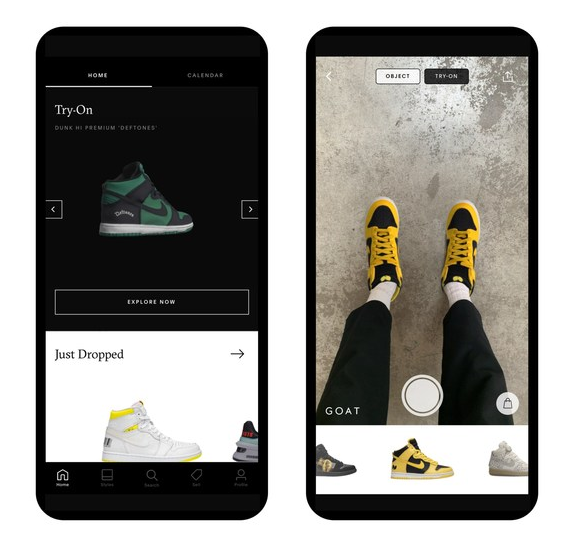 HOME
CALENDAR
Try-On
DUNK HI PREMIUM 'DEFTONES'
Deftones
EXPLORE NOW
Just Dropped
Home
Stores
Search
Sell
Profile
OBJECT
TRY-ON
GOAT